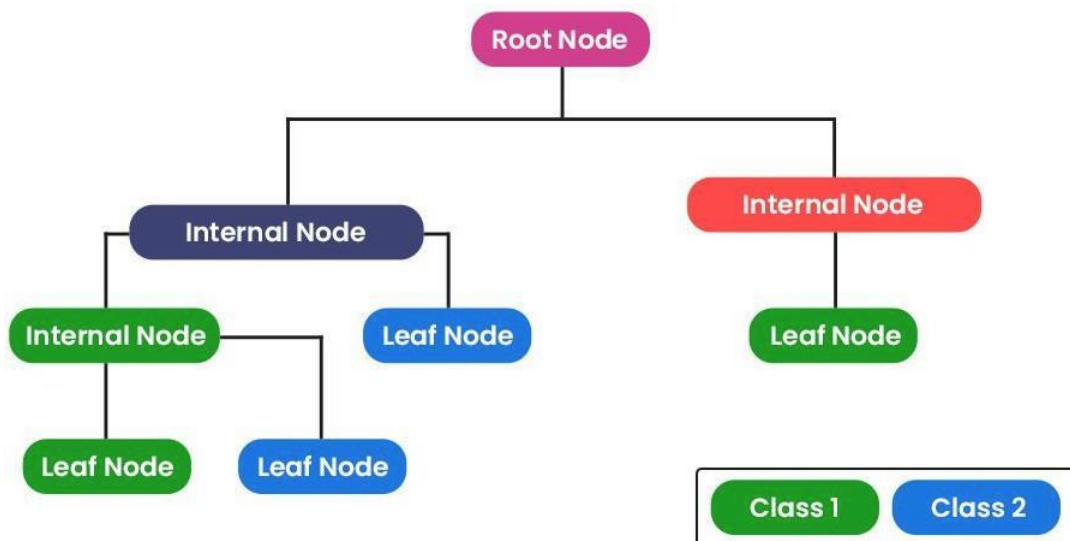 Root Node
Internal Node
Internal Node
Internal Node
Leaf Node
Leaf Node
Leaf Node
Leaf Node
Class 1
Class 2